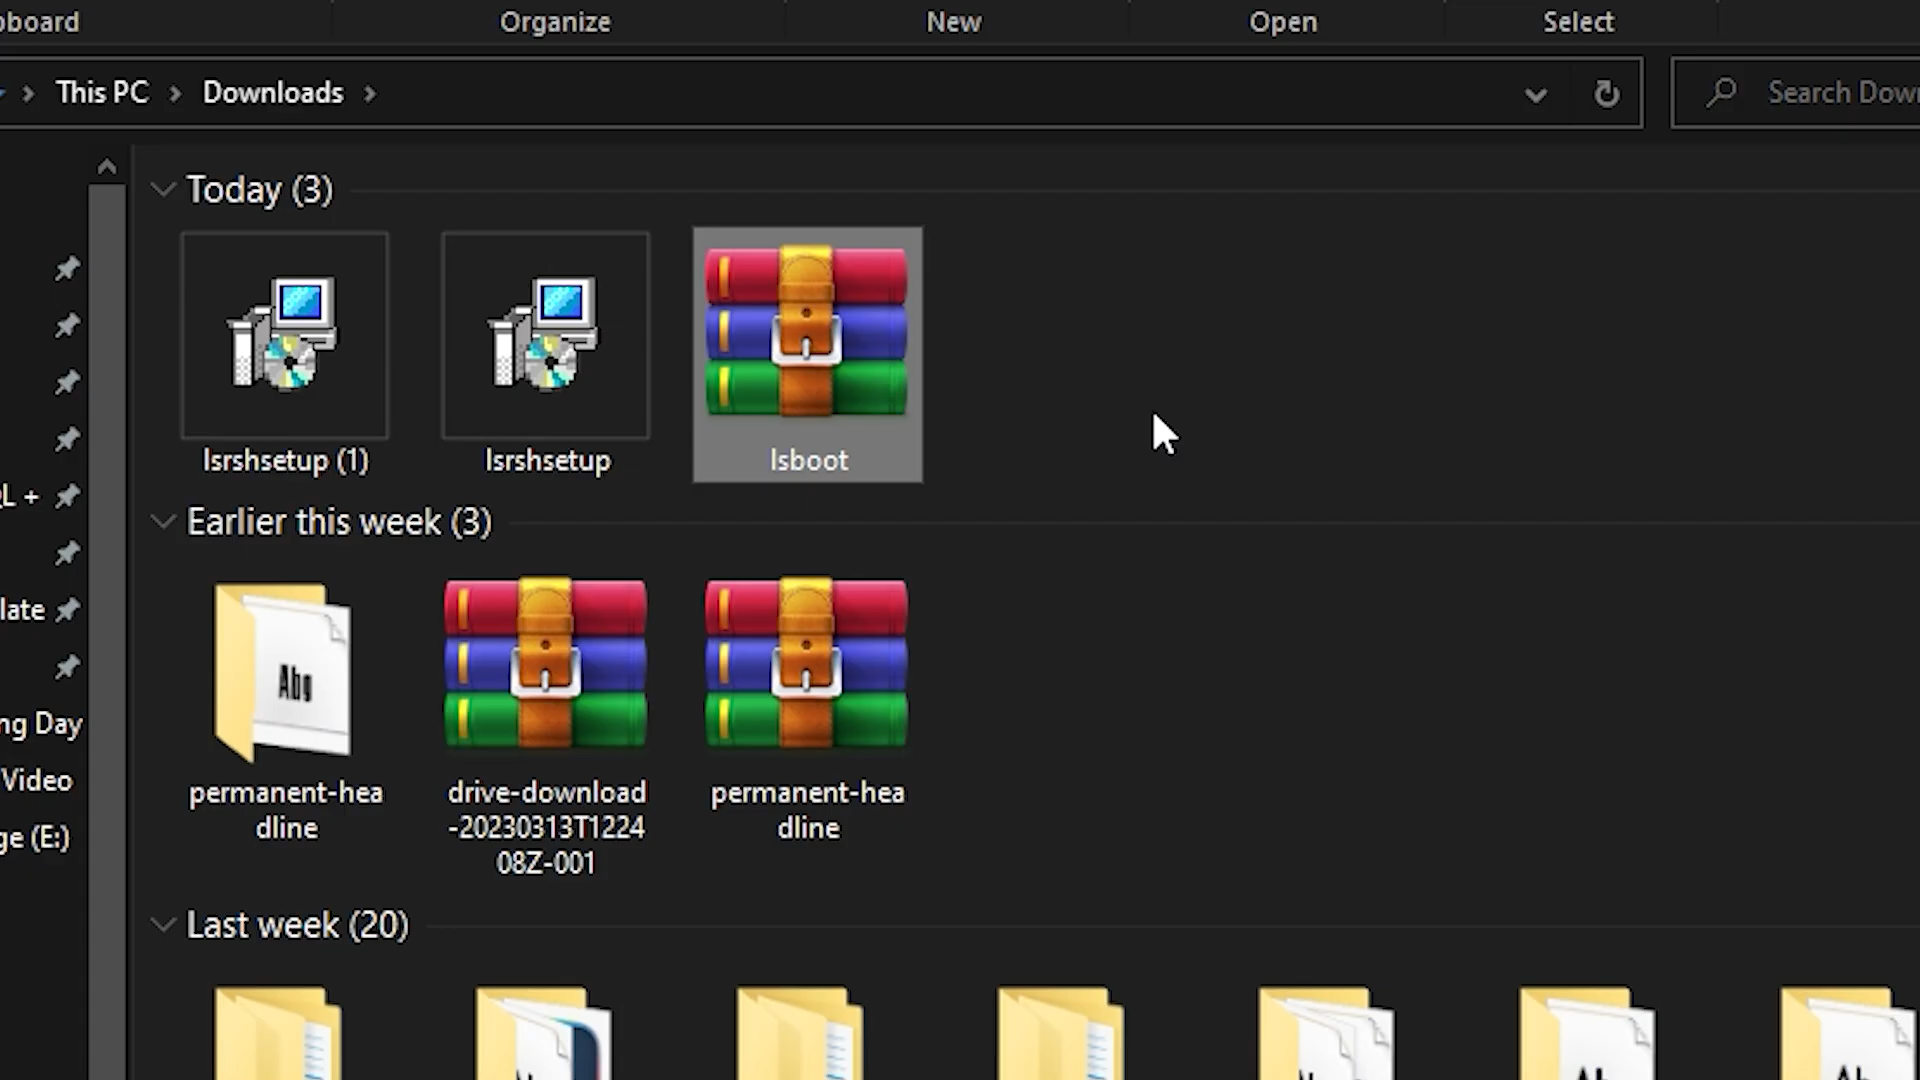 pboard
Organize
New
Open
Select
This PC
Downloads
Search Down
Today (3)
lsrshsetup (1)
lsrshsetup
lsboot
L +
Earlier this week (3)
late
Abg
ng Day
Video
ge (E:)
permanent-hea
dline
drive-download
-20230313T1224
08Z-001
permanent-hea
dline
Last week (20)